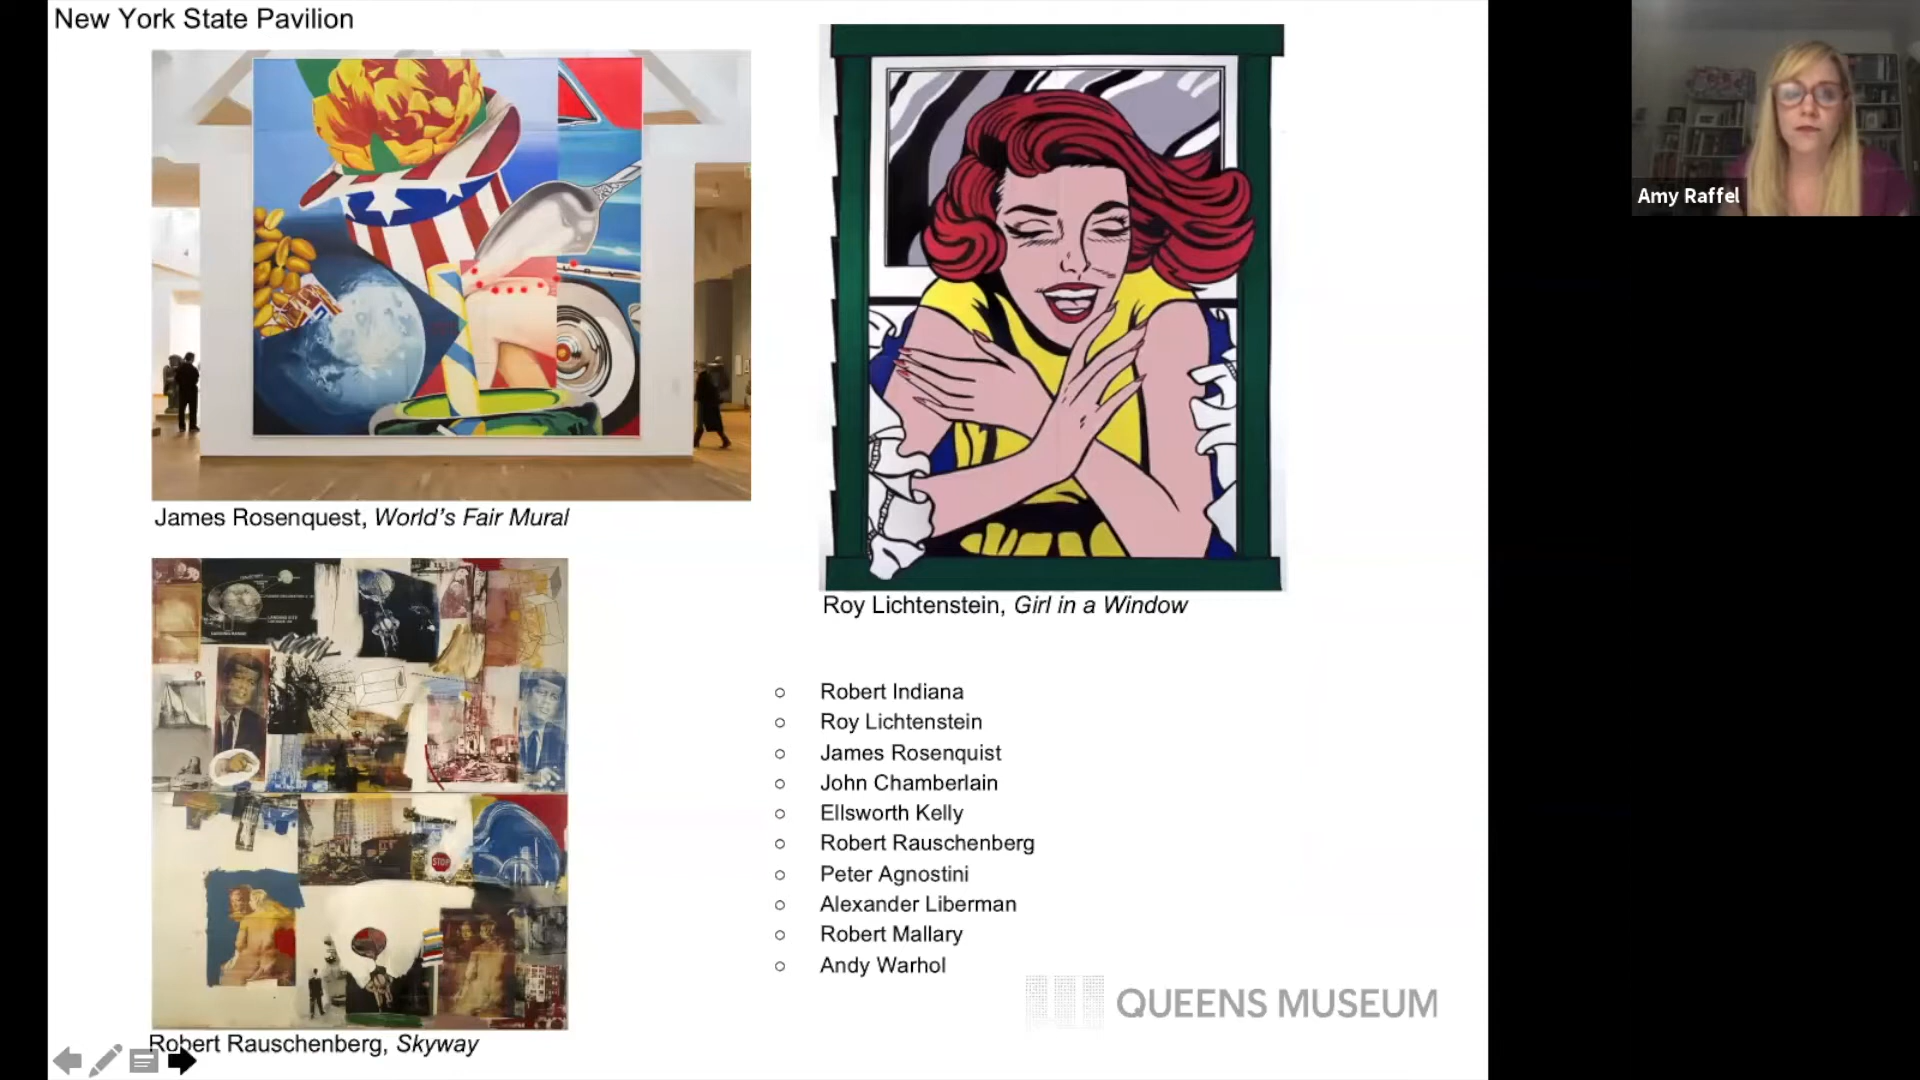 New York State Pavilion
James Rosenquest, World's Fair Mural
Roy Lichtenstein, Girl in a Window
Robert Rauschenberg, Skyway
Robert Indiana
Roy Lichtenstein
James Rosenquist
John Chamberlain
Ellsworth Kelly
Robert Rauschenberg
Peter Agnostini
Alexander Liberman
Robert Mallary
Andy Warhol
QUEENS MUSEUM
STOP
Amy Raffel